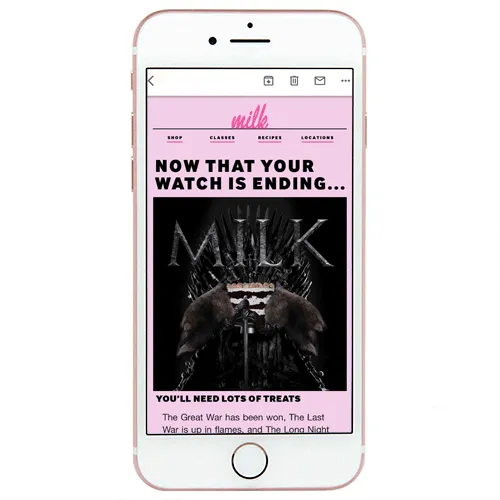 milk
SHOP CLASSES RECIPES LOCATIONS
NOW THAT YOUR
WATCH IS ENDING...
MILK
YOU'LL NEED LOTS OF TREATS
The Great War has been won, The Last
War is up in flames, and The Long Night